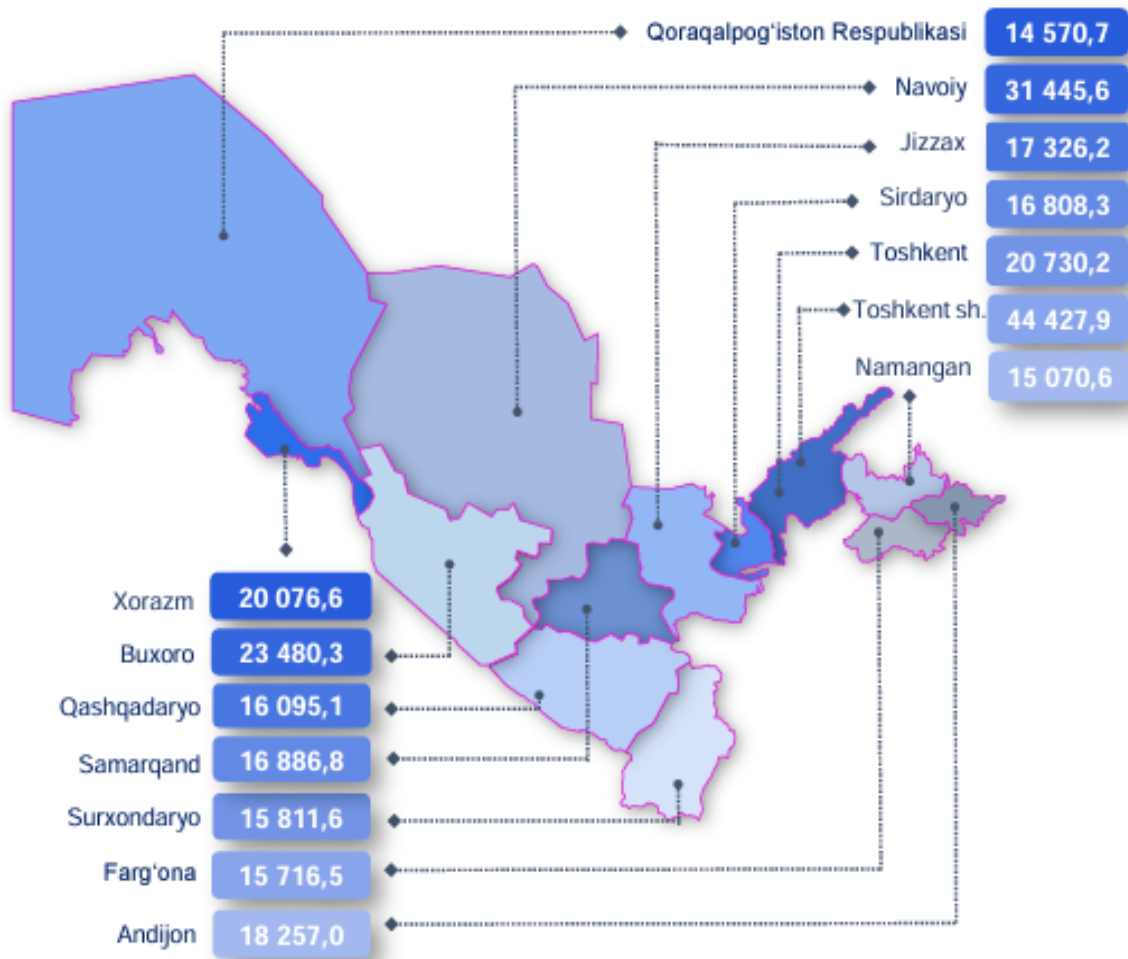 Qoraqalpog‘iston Respublikasi 14 570,7
Navoiy 31 445,6
Jizzax 17 326,2
Sirdaryo 16 808,3
Toshkent 20 730,2
Toshkent sh. 44 427,9
Namangan 15 070,6
Xorazm 20 076,6
Buxoro 23 480,3
Qashqadaryo 16 095,1
Samarqand 16 886,8
Surxondaryo 15 811,6
Farg‘ona 15 716,5
Andijon 18 257,0